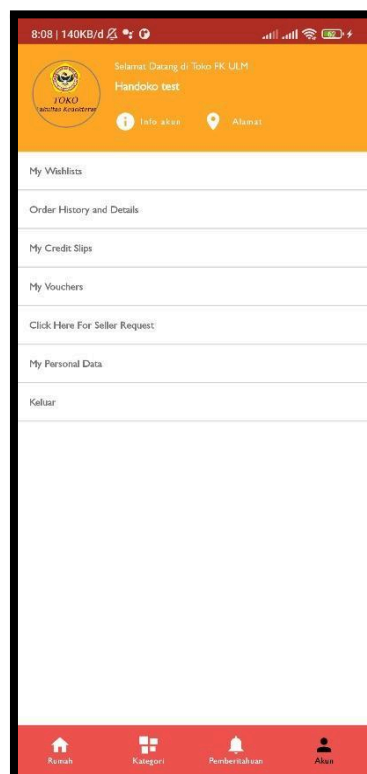 8:08 | 140KB/d
62
Selamat Datang di Toko FK ULM
Handoko test
TOKO
Info akun
Alamat
My Wishlists
Order History and Details
My Credit Slips
My Vouchers
Click Here For Seller Request
My Personal Data
Keluar
Rumah
Kategori
Pemberitahuan
Akun